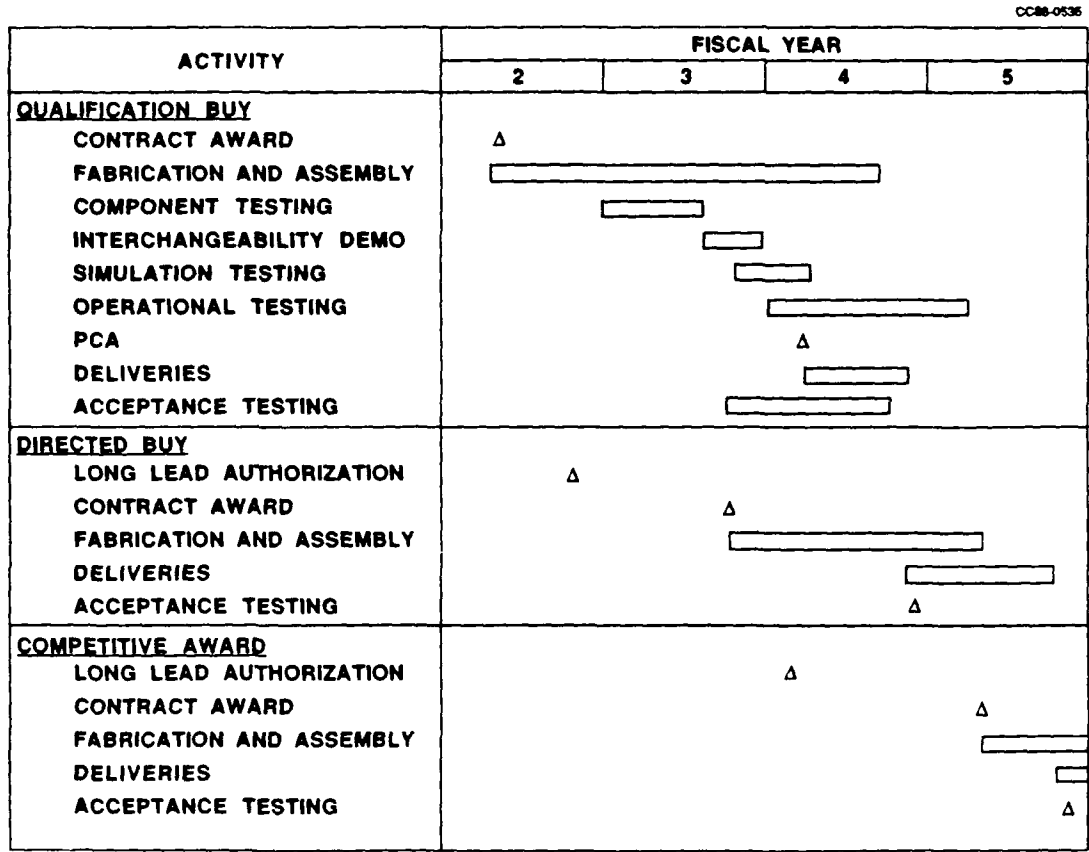 CC88-0535
ACTIVITY
FISCAL YEAR
2 3 4 5
QUALIFICATION BUY
CONTRACT AWARD
FABRICATION AND ASSEMBLY
COMPONENT TESTING
INTERCHANGEABILITY DEMO
SIMULATION TESTING
OPERATIONAL TESTING
PCA
DELIVERIES
ACCEPTANCE TESTING
DIRECTED BUY
LONG LEAD AUTHORIZATION
CONTRACT AWARD
FABRICATION AND ASSEMBLY
DELIVERIES
ACCEPTANCE TESTING
COMPETITIVE AWARD
LONG LEAD AUTHORIZATION
CONTRACT AWARD
FABRICATION AND ASSEMBLY
DELIVERIES
ACCEPTANCE TESTING